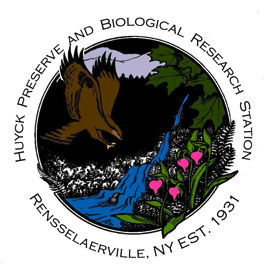 Huyck Preserve and Biological Research Station
Rensselaerville, NY Est. 1931